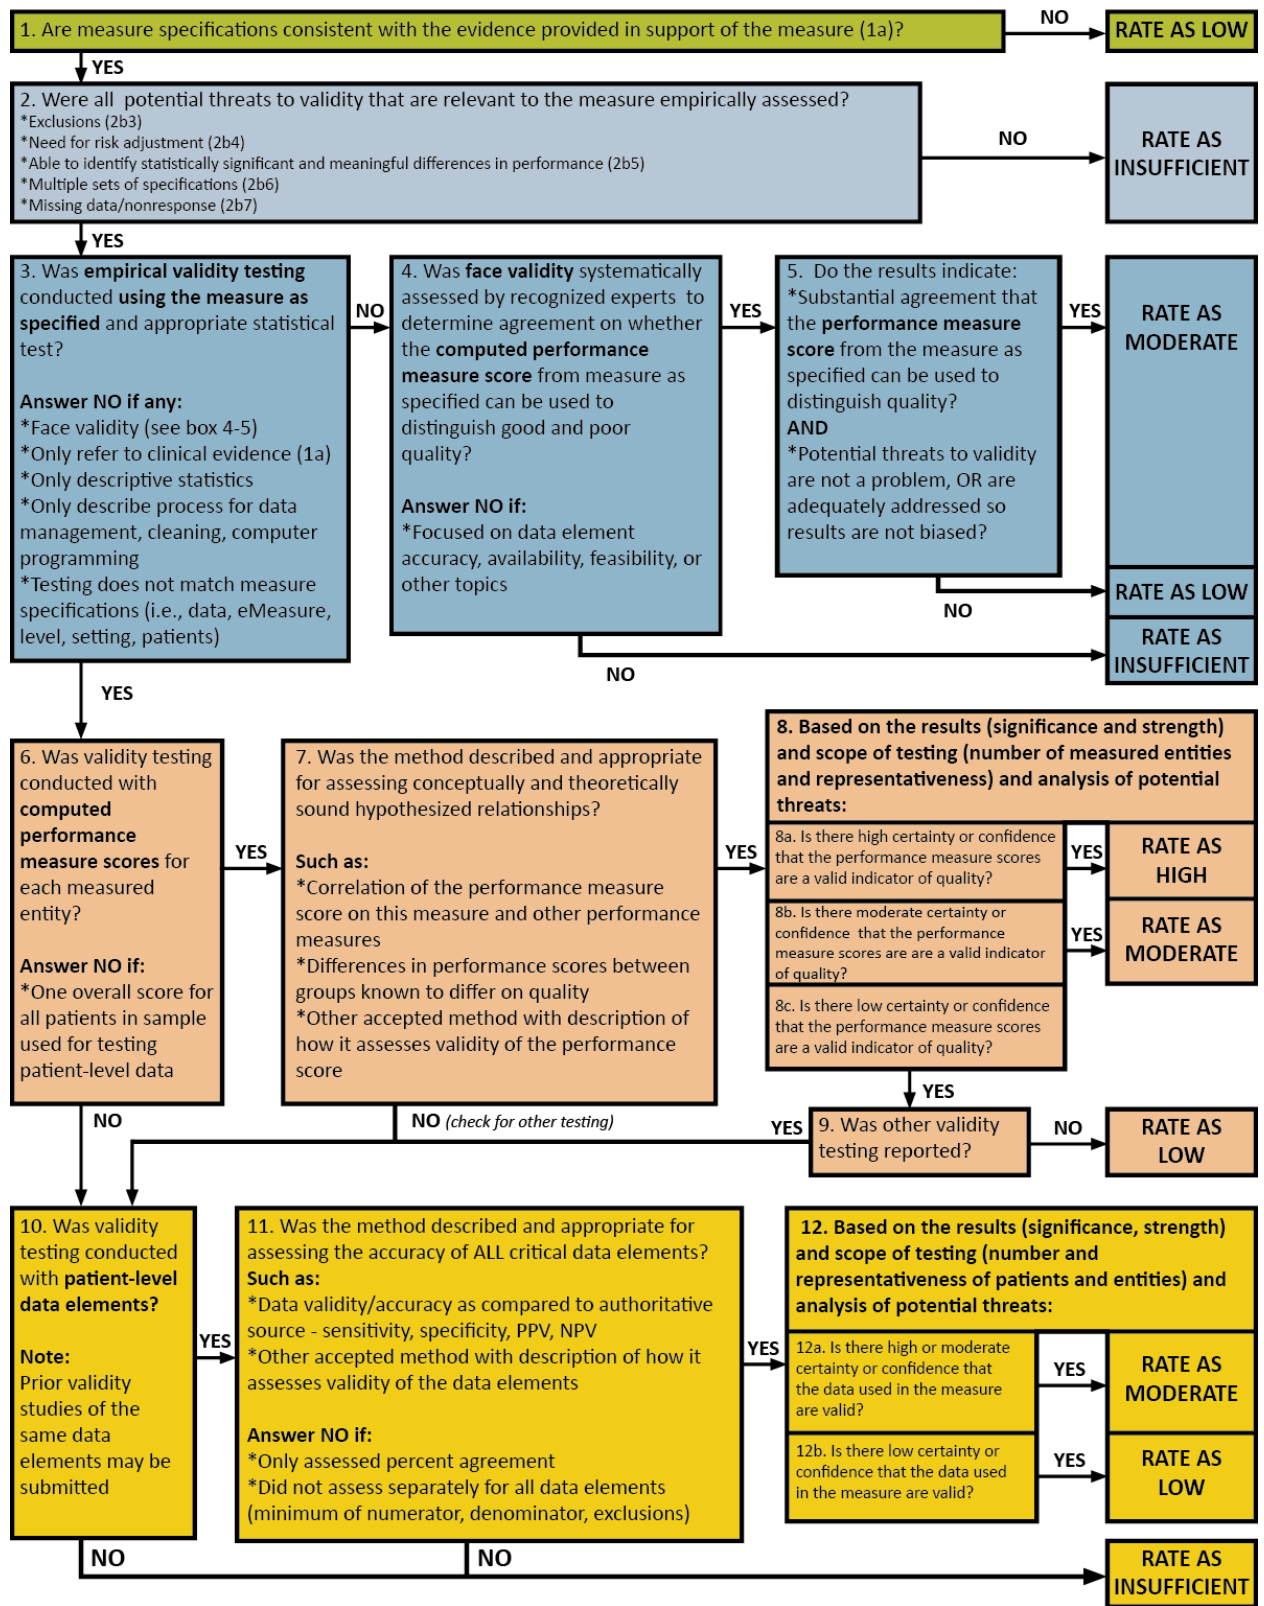 1. Are measure specifications consistent with the evidence provided in support of the measure (1a)?
NO
RATE AS LOW
YES
2. Were all potential threats to validity that are relevant to the measure empirically assessed?
*Exclusions (2b3)
*Need for risk adjustment (2b4)
*Able to identify statistically significant and meaningful differences in performance (2b5)
*Multiple sets of specifications (2b6)
*Missing data/nonresponse (2b7)
NO
RATE AS
INSUFFICIENT
YES
3. Was empirical validity testing
conducted using the measure as
specified and appropriate statistical
test?
Answer NO if any:
*Face validity (see box 4-5)
*Only refer to clinical evidence (1a)
*Only descriptive statistics
*Only describe process for data
management, cleaning, computer
programming
*Testing does not match measure
specifications (i.e., data, eMeasure,
level, setting, patients)
NO
4. Was face validity systematically
assessed by recognized experts to
determine agreement on whether
the computed performance
measure score from measure as
specified can be used to
distinguish good and poor
quality?
Answer NO if:
*Focused on data element
accuracy, availability, feasibility, or
other topics
YES
5. Do the results indicate:
*Substantial agreement that
the performance measure
score from the measure as
specified can be used to
distinguish quality?
AND
*Potential threats to validity
are not a problem, OR are
adequately addressed so
results are not biased?
YES
RATE AS
MODERATE
NO
RATE AS LOW
NO
RATE AS
INSUFFICIENT
YES
6. Was validity testing
conducted with
computed
performance
measure scores for
each measured
entity?
Answer NO if:
*One overall score for
all patients in sample
used for testing
patient-level data
YES
7. Was the method described and appropriate
for assessing conceptually and theoretically
sound hypothesized relationships?
Such as:
*Correlation of the performance measure
score on this measure and other performance
measures
*Differences in performance scores between
groups known to differ on quality
*Other accepted method with description of
how it assesses validity of the performance
score
YES
8. Based on the results (significance and strength)
and scope of testing (number of measured entities
and representativeness) and analysis of potential
threats:
8a. Is there high certainty or confidence
that the performance measure scores
are a valid indicator of quality?
YES
RATE AS
HIGH
8b. Is there moderate certainty or
confidence that the performance
measure scores are are a valid indicator
of quality?
YES
RATE AS
MODERATE
8c. Is there low certainty or confidence
that the performance measure scores
are a valid indicator of quality?
YES
NO
NO (check for other testing)
YES
9. Was other validity
testing reported?
NO
RATE AS
LOW
10. Was validity
testing conducted
with patient-level
data elements?
Note:
Prior validity
studies of the
same data
elements may be
submitted
YES
11. Was the method described and appropriate for
assessing the accuracy of ALL critical data elements?
Such as:
*Data validity/accuracy as compared to authoritative
source - sensitivity, specificity, PPV, NPV
*Other accepted method with description of how it
assesses validity of the data elements
Answer NO if:
*Only assessed percent agreement
*Did not assess separately for all data elements
(minimum of numerator, denominator, exclusions)
YES
12. Based on the results (significance, strength)
and scope of testing (number and
representativeness of patients and entities) and
analysis of potential threats:
12a. Is there high or moderate
certainty or confidence that
the data used in the measure
are valid?
YES
RATE AS
MODERATE
12b. Is there low certainty or
confidence that the data used
in the measure are valid?
YES
RATE AS
LOW
NO
NO
RATE AS
INSUFFICIENT